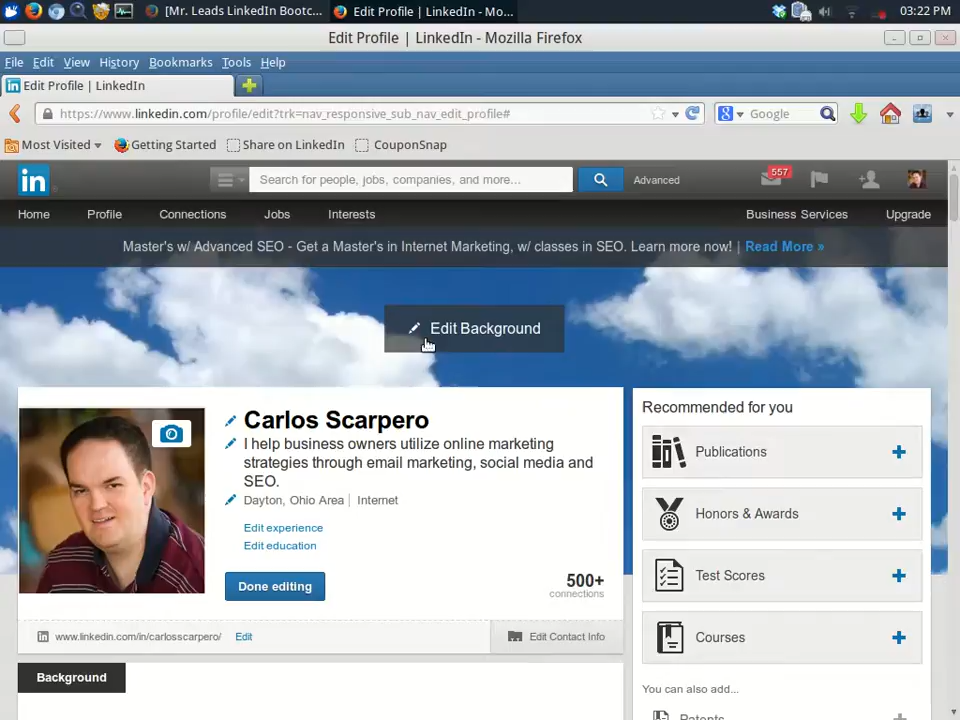 [Mr. Leads LinkedIn Bootc...
Edit Profile | LinkedIn - Mo...
03:22 PM
Edit Profile | LinkedIn - Mozilla Firefox
File Edit View History Bookmarks Tools Help
in Edit Profile | LinkedIn
https://www.linkedin.com/profile/edit?trk=nav_responsive_sub_nav_edit_profile#
8 Google
Most Visited Getting Started Share on LinkedIn CouponSap
in Search for people, jobs, companies, and more... Advanced 557
Home Profile Connections Jobs Interests Business Services Upgrade
Master's w/ Advanced SEO - Get a Master's in Internet Marketing, w/ classes in SEO. Learn more now! | Read More »
Edit Background
Carlos Scarpero
I help business owners utilize online marketing
strategies through email marketing, social media and
SEO.
Dayton, Ohio Area | Internet
Edit experience
Edit education
Done editing
500+
connections
in www.linkedin.com/in/carlosscarpero/ Edit
Edit Contact Info
Background
Recommended for you
Publications
Honors & Awards
Test Scores
Courses
You can also add...
Patents